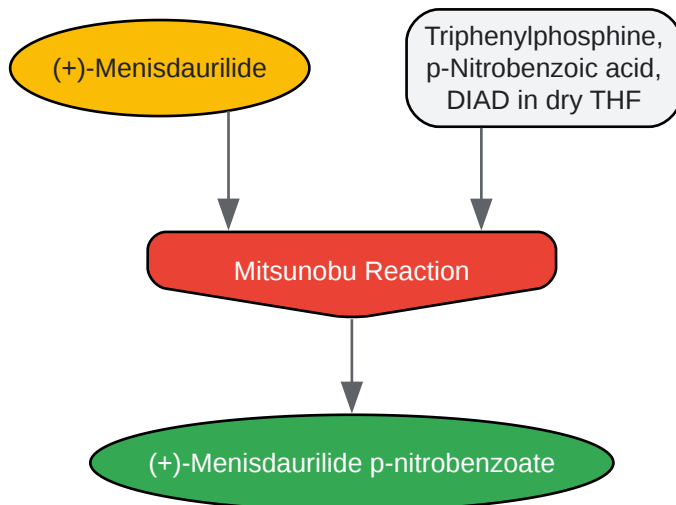 (+)-Menisdaurilide
Triphenylphosphine,
p-Nitrobenzoic acid,
DIAD in dry THF
Mitsunobu Reaction
(+)-Menisdaurilide p-nitrobenzoate